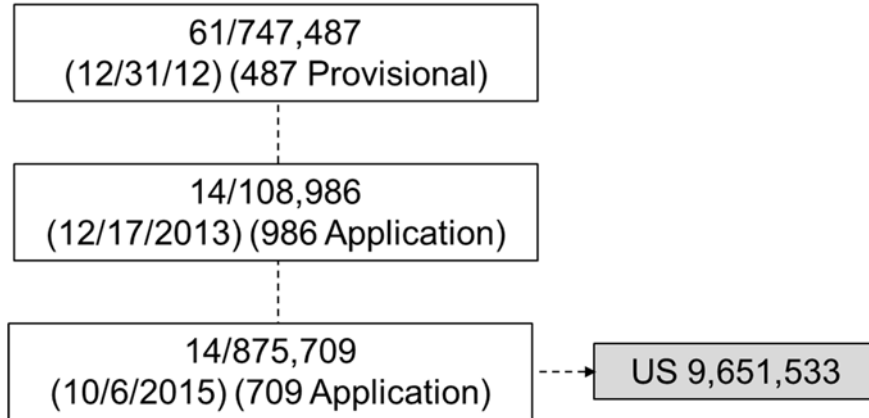 61/747,487
(12/31/12) (487 Provisional)
14/108,986
(12/17/2013) (986 Application)
14/875,709
(10/6/2015) (709 Application)
US 9,651,533